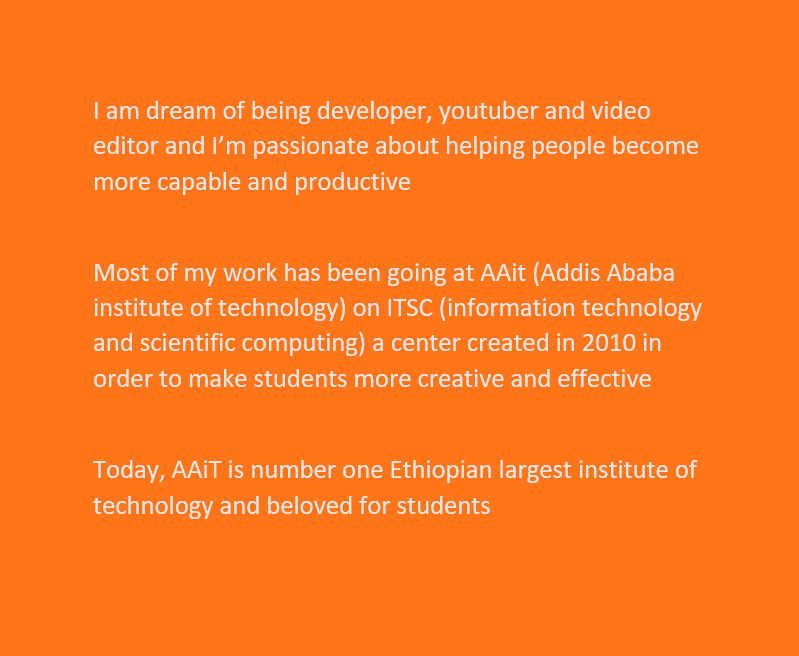 I am dream of being developer, youtuber and video
editor and I’m passionate about helping people become
more capable and productive
Most of my work has been going at AAit (Addis Ababa
institute of technology) on ITSC (information technology
and scientific computing) a center created in 2010 in
order to make students more creative and effective
Today, AAiT is number one Ethiopian largest institute of
technology and beloved for students